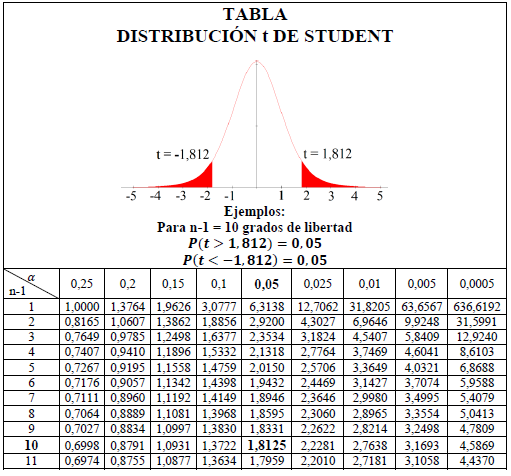 TABLA
DISTRIBUCIÓN t DE STUDENT
t = -1,812 t = 1,812
-5 -4 -3 -2 -1 1 2 3 4 5
Ejemplos:
Para n-1 = 10 grados de libertad
P(t > 1,812) = 0,05
P(t < −1,812) = 0,05
α
n-1 0,25 0,2 0,15 0,1 0,05 0,025 0,01 0,005 0,0005
1 1,0000 1,3764 1,9626 3,0777 6,3138 12,7062 31,8205 63,6567 636,6192
2 0,8165 1,0607 1,3862 1,8856 2,9200 4,3027 6,9646 9,9248 31,5991
3 0,7649 0,9785 1,2498 1,6377 2,3534 3,1824 4,5407 5,8409 12,9240
4 0,7407 0,9410 1,1896 1,5332 2,1318 2,7764 3,7469 4,6041 8,6103
5 0,7267 0,9195 1,1558 1,4759 2,0150 2,5706 3,3649 4,0321 6,8688
6 0,7176 0,9057 1,1342 1,4398 1,9432 2,4469 3,1427 3,7074 5,9588
7 0,7111 0,8960 1,1192 1,4149 1,8946 2,3646 2,9980 3,4995 5,4079
8 0,7064 0,8889 1,1081 1,3968 1,8595 2,3060 2,8965 3,3554 5,0413
9 0,7027 0,8834 1,0997 1,3830 1,8331 2,2622 2,8214 3,2498 4,7809
10 0,6998 0,8791 1,0931 1,3722 1,8125 2,2281 2,7638 3,1693 4,5869
11 0,6974 0,8755 1,0877 1,3634 1,7959 2,2010 2,7181 3,1058 4,4370